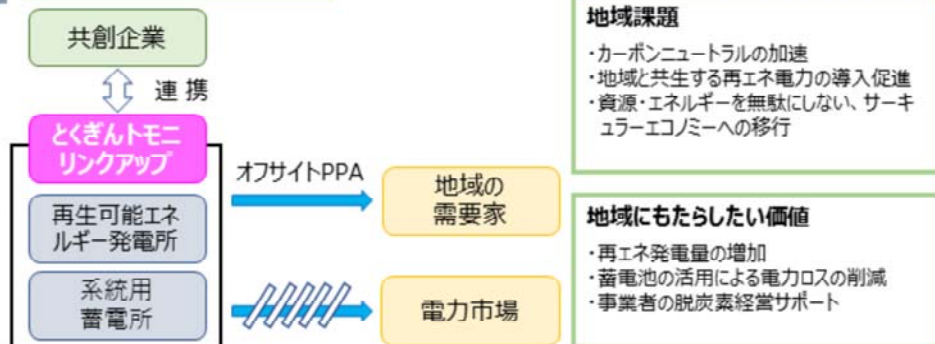 共創企業
連携
とくぎんトモニ
リンクアップ
再生可能エネ
ルギー発電所
系統用
蓄電所
オフサイトPPA
地域の
需要家
電力市場
地域課題
・カーボンニュートラルの加速
・地域と共生する再エネ電力の導入促進
・資源・エネルギーを無駄にしない、サーキ
ュラーエコノミーへの移行
地域にもたらしたい価値
・再エネ発電量の増加
・蓄電池の活用による電力ロスの削減
・事業者の脱炭素経営サポート